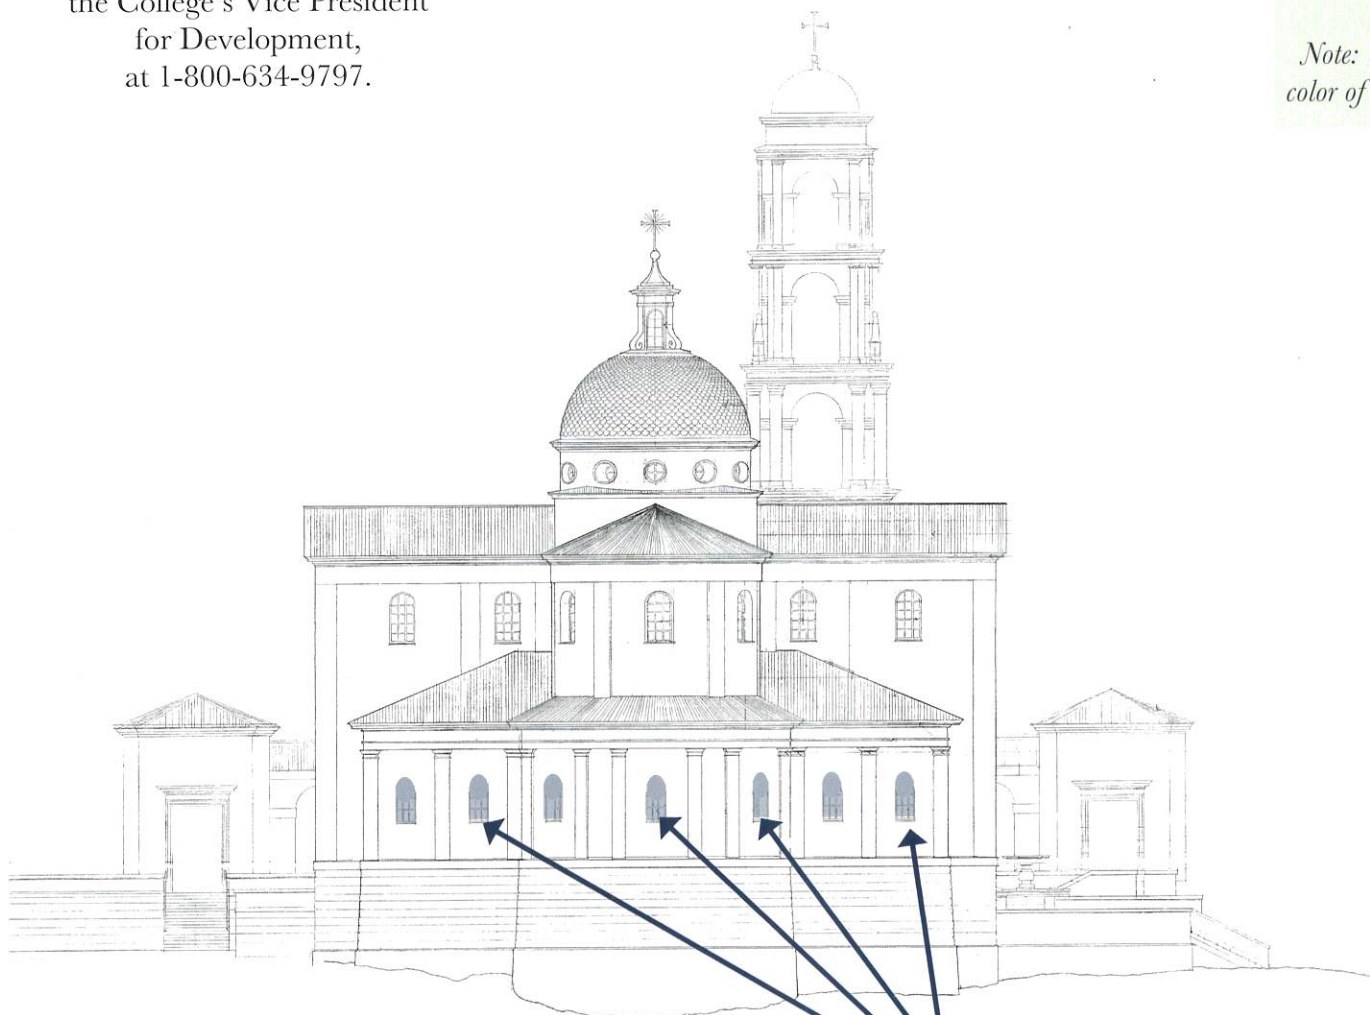 the College's Vice President
for Development,
at 1-800-634-9797.
Note:
color of